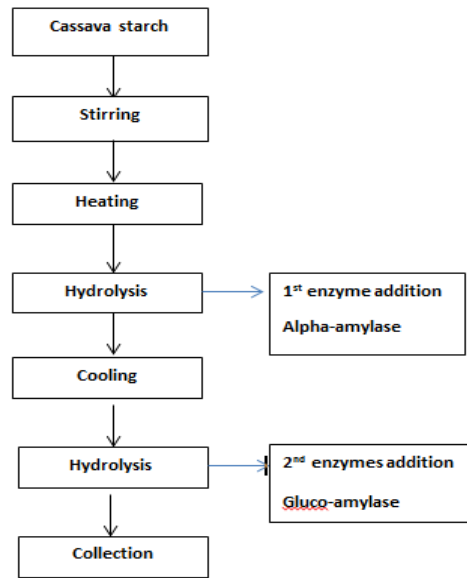 Cassava starch
Stirring
Heating
Hydrolysis
1st enzyme addition
Alpha-amylase
Cooling
Hydrolysis
2nd enzymes addition
Gluco-amylase
Collection